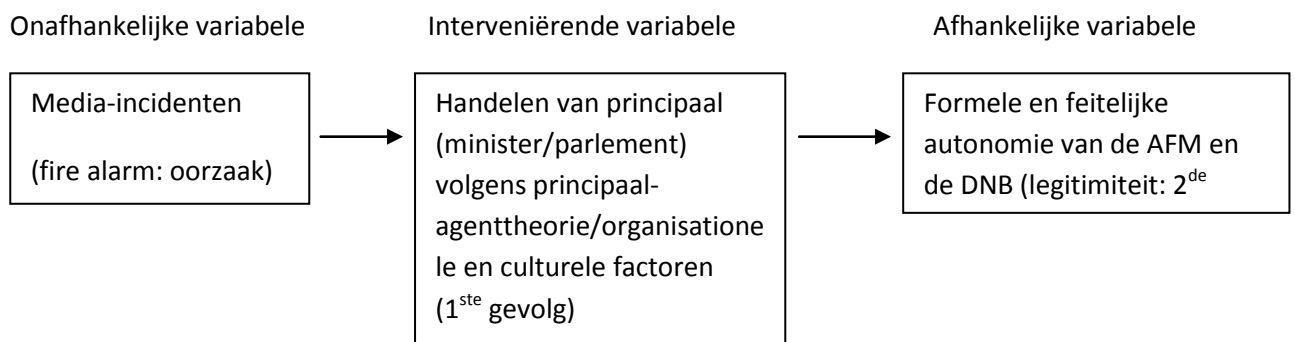 Onafhankelijke variabele
Interveniërende variabele
Afhankelijke variabele
Media-incidenten
(fire alarm: oorzaak)
Handelen van principaal
(minister/parlement)
volgens principaal-
agenttheorie/organisatione
le en culturele factoren
(1ste gevolg)
Formele en feitelijke
autonomie van de AFM en
de DNB (legitimiteit: 2de